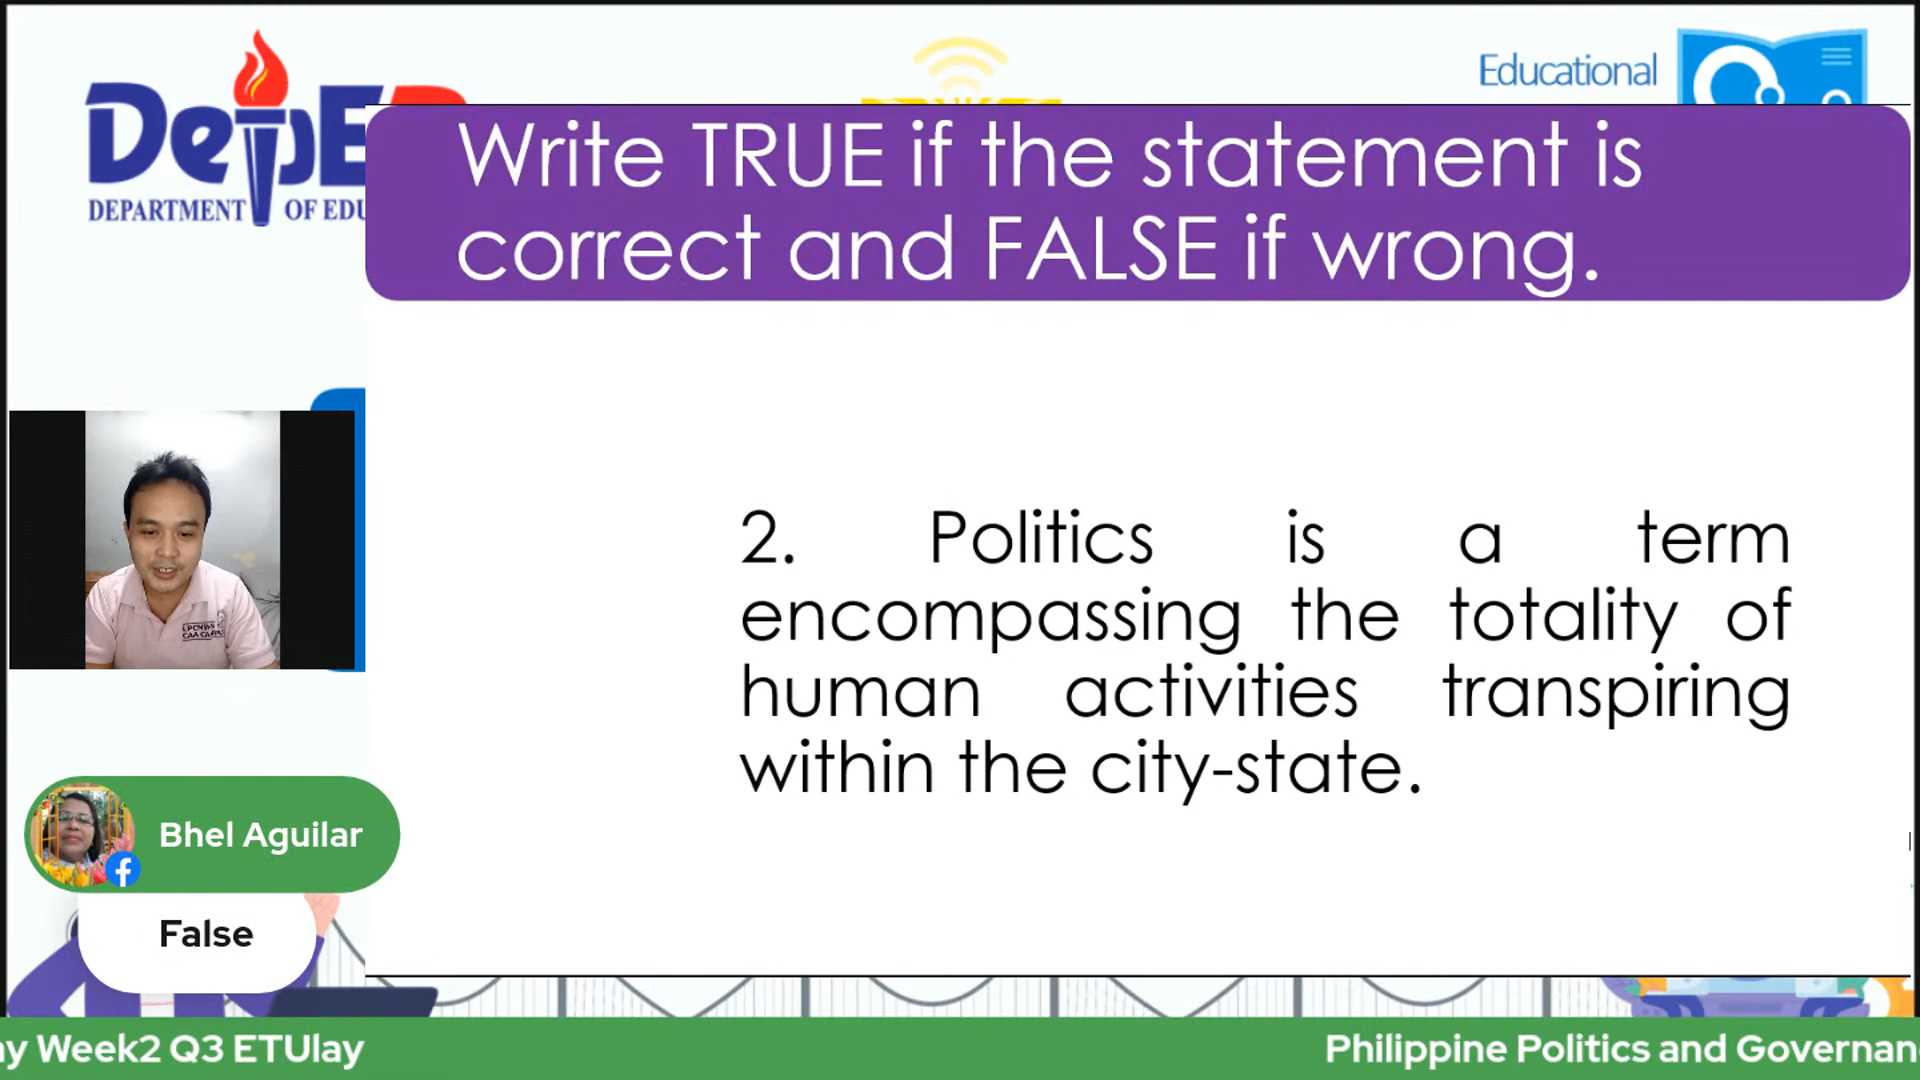 DepE
DEPARTMENT OF EDU
Educational
Write TRUE if the statement is
correct and FALSE if wrong.
2. Politics is a term
encompassing the totality of
human activities transpiring
within the city-state.
Bhel Aguilar
False
ay Week2 Q3 ETUlay
Philippine Politics and Governan